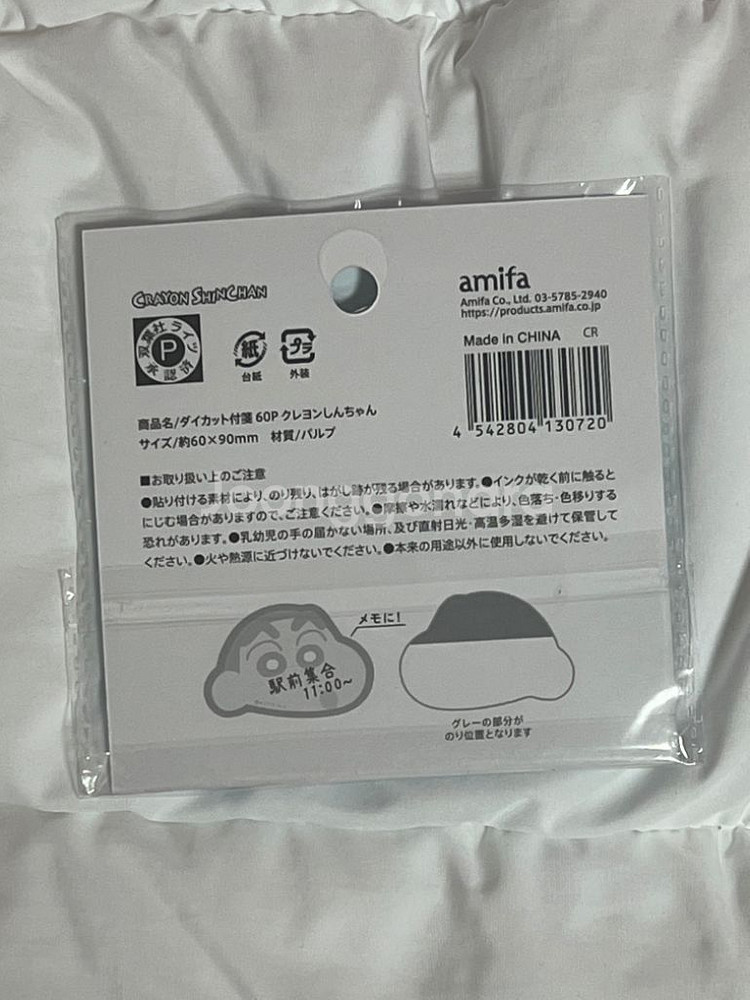 CRAYON SHINCHAN
amifa
Amifa Co., Ltd. 03-5785-2940
https://products.amifa.co.jp
双葉社ライツ承認済
P
紙
台紙
プラ
外装
Made in CHINA CR
4 542804 130720
商品名/ダイカット付箋 60P クレヨンしんちゃん
サイズ/約60×90mm 材質/パルプ
■お取り扱い上のご注意
●貼り付ける素材により、のり残り、はがし跡が残る場合があります。●インクが乾く前に触ると
にじむ場合がありますので、ご注意ください。●摩擦や水濡れなどにより、色落ち・色移りする
恐れがあります。●乳幼児の手の届かない場所、及び直射日光・高温多湿を避けて保管して
ください。●火や熱源に近づけないでください。●本来の用途以外に使用しないでください。
メモに!
駅前集合
11:00~
グレーの部分が
のり位置となります